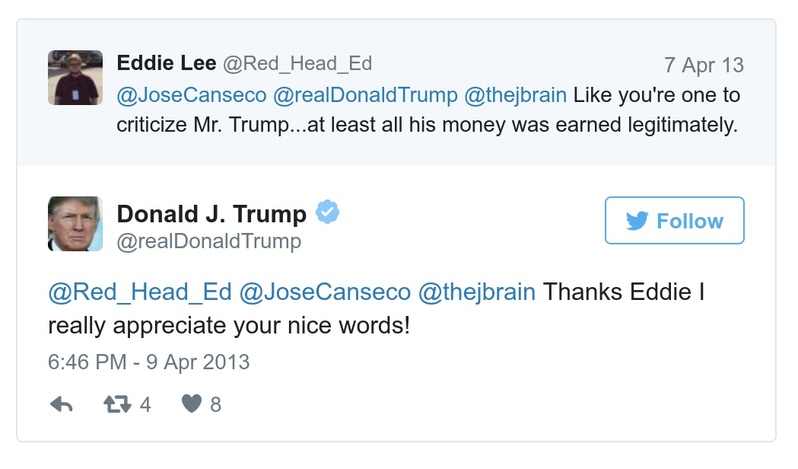 Eddie Lee @Red_Head_Ed 7 Apr 13
@JoseCanseco @realDonaldTrump @thejbrain Like you're one to
criticize Mr. Trump...at least all his money was earned legitimately.
Donald J. Trump
@realDonaldTrump
Follow
@Red_Head_Ed @JoseCanseco @thejbrain Thanks Eddie I
really appreciate your nice words!
6:46 PM - 9 Apr 2013
4 8